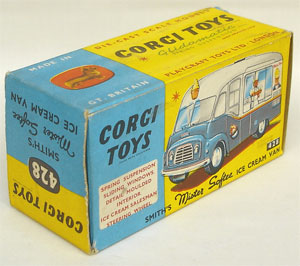 DIE-CAST SCALE MODELS
CORGI TOYS
PLAYCRAFT TOYS LTD., LONDON
MADE IN
GT. BRITAIN
CORGI
TOYS
SPRING SUSPENSION
SLIDING WINDOWS
DETAIL MOULDED
INTERIOR
ICE CREAM SALESMAN
STEERING WHEEL
428
SMITH'S Mister Softee ICE CREAM VAN
CORGI TOYS
428
SMITH'S
Mister Softee
ICE CREAM VAN